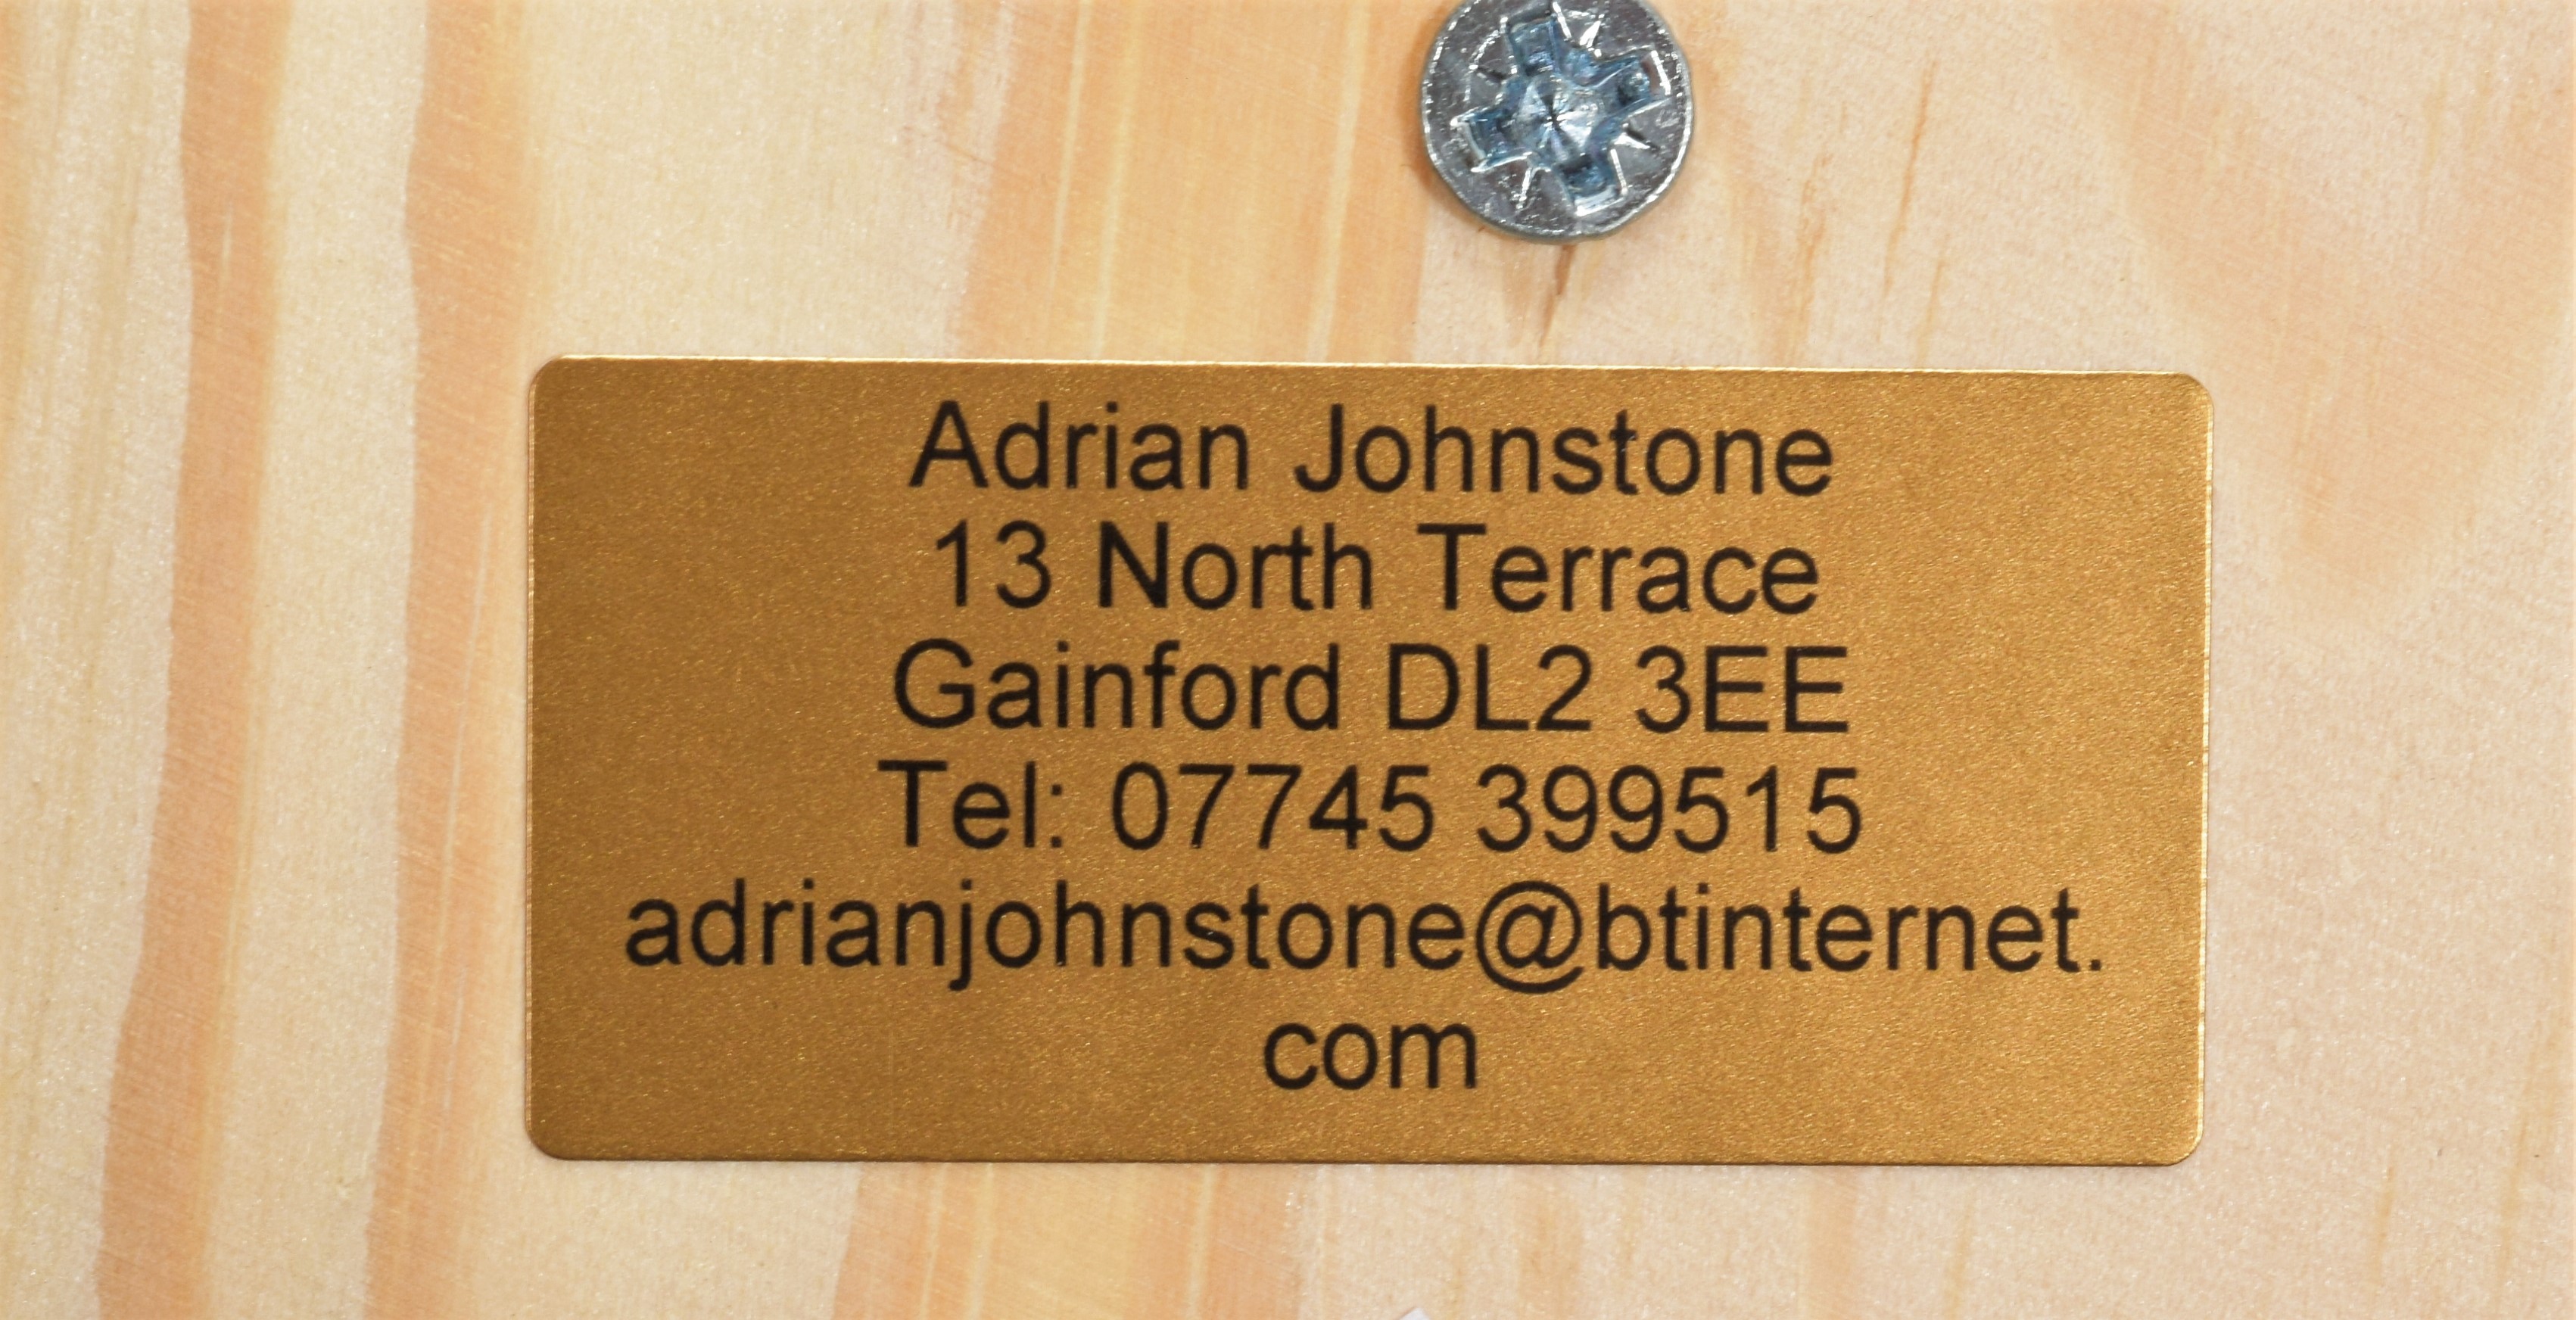 Adrian Johnstone
13 North Terrace
Gainford DL2 3EE
Tel: 07745 399515
adrianjohnstone@btinternet.
com